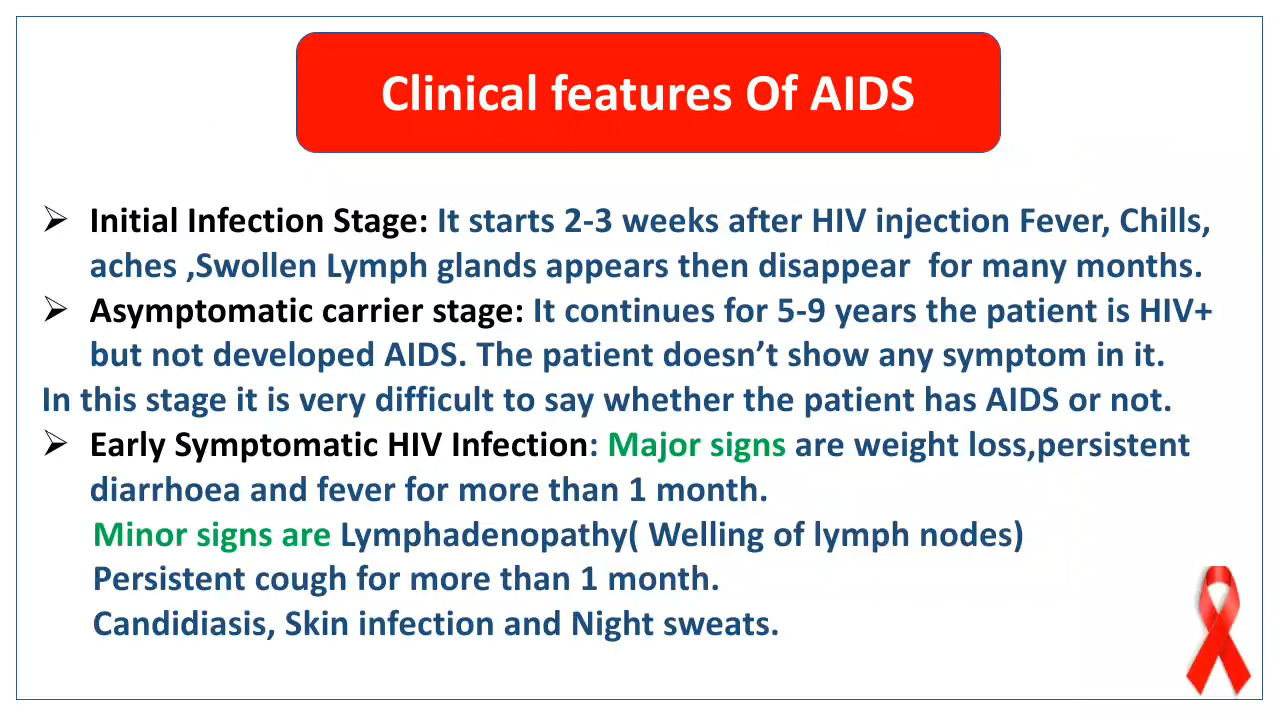 Clinical features Of AIDS
➢ Initial Infection Stage: It starts 2-3 weeks after HIV injection Fever, Chills,
aches ,Swollen Lymph glands appears then disappear for many months.
➢ Asymptomatic carrier stage: It continues for 5-9 years the patient is HIV+
but not developed AIDS. The patient doesn’t show any symptom in it.
In this stage it is very difficult to say whether the patient has AIDS or not.
➢ Early Symptomatic HIV Infection: Major signs are weight loss,persistent
diarrhoea and fever for more than 1 month.
Minor signs are Lymphadenopathy( Welling of lymph nodes)
Persistent cough for more than 1 month.
Candidiasis, Skin infection and Night sweats.